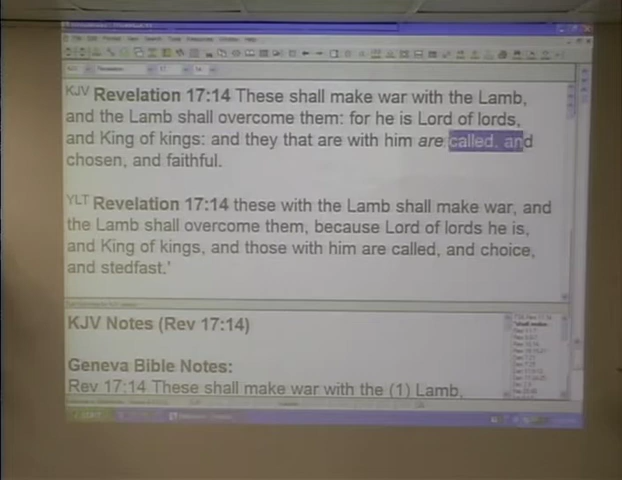 KJV Revelation 17:14 These shall make war with the Lamb,
and the Lamb shall overcome them: for he is Lord of lords,
and King of kings: and they that are with him are called, and
chosen, and faithful.
YLT Revelation 17:14 these with the Lamb shall make war, and
the Lamb shall overcome them, because Lord of lords he is,
and King of kings, and those with him are called, and choice,
and stedfast.'
KJV Notes (Rev 17:14)
Geneva Bible Notes:
Rev 17:14 These shall make war with the (1) Lamb,